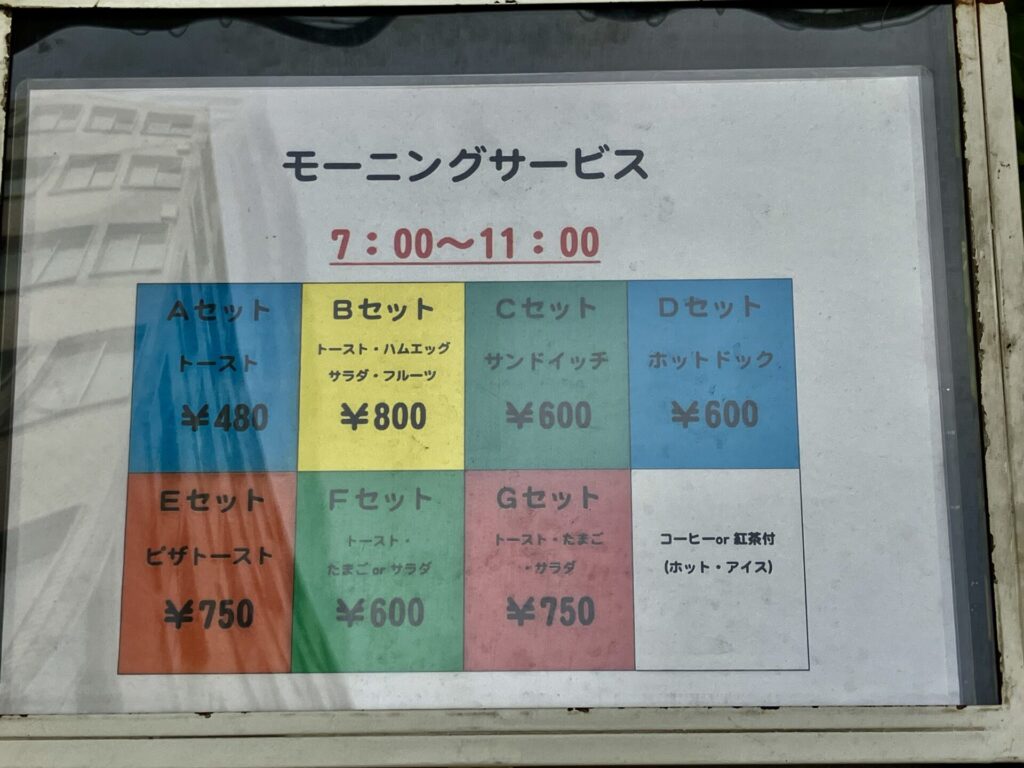 モーニングサービス
7：00～11：00
Aセット
トースト
¥480
Bセット
トースト・ハムエッグ
サラダ・フルーツ
¥800
Cセット
サンドイッチ
¥600
Dセット
ホットドック
¥600
Eセット
ピザトースト
¥750
Fセット
トースト・
たまご or サラダ
¥600
Gセット
トースト・たまご
・サラダ
¥750
コーヒーor 紅茶付
(ホット・アイス)